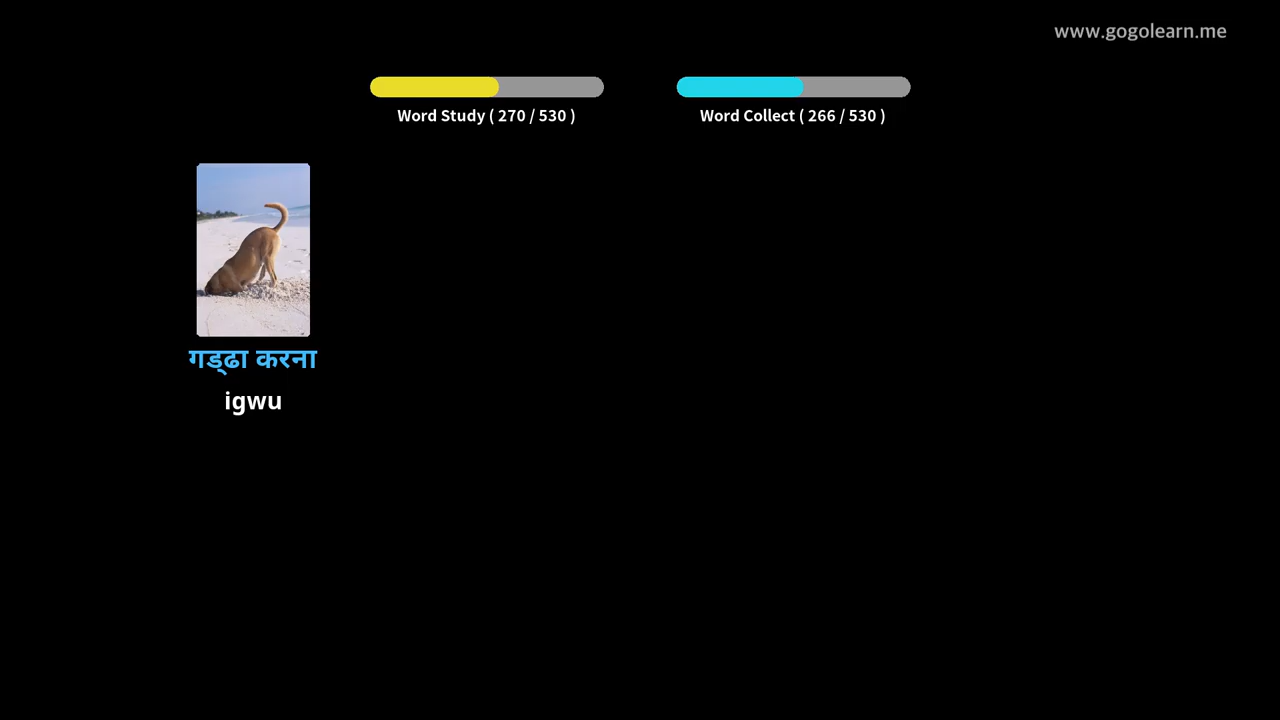 www.gogolearn.me
Word Study ( 270 / 530 )
Word Collect ( 266 / 530 )
गड्ढा करना
igwu